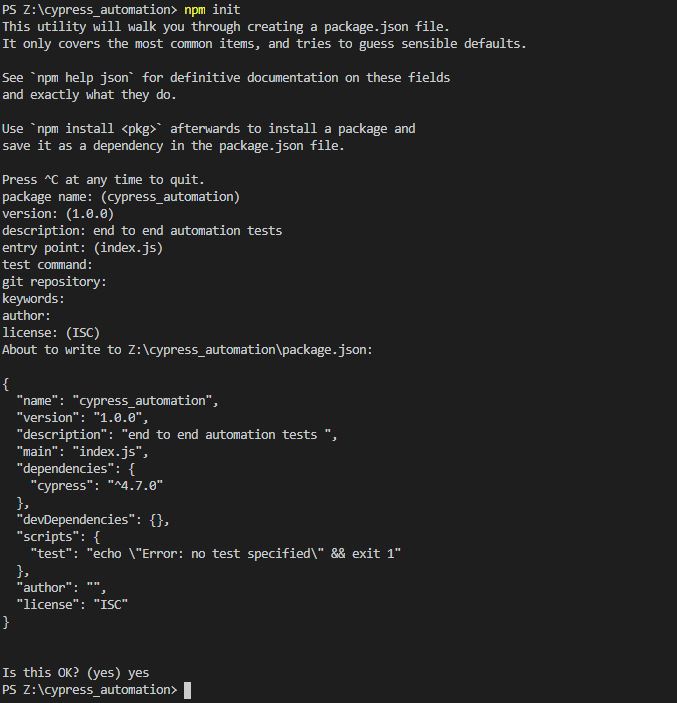 PS Z:\cypress_automation> npm init
This utility will walk you through creating a package.json file.
It only covers the most common items, and tries to guess sensible defaults.

See `npm help json` for definitive documentation on these fields
and exactly what they do.

Use `npm install <pkg>` afterwards to install a package and
save it as a dependency in the package.json file.

Press ^C at any time to quit.
package name: (cypress_automation)
version: (1.0.0)
description: end to end automation tests
entry point: (index.js)
test command:
git repository:
keywords:
author:
license: (ISC)
About to write to Z:\cypress_automation\package.json:

{
  "name": "cypress_automation",
  "version": "1.0.0",
  "description": "end to end automation tests ",
  "main": "index.js",
  "dependencies": {
    "cypress": "^4.7.0"
  },
  "devDependencies": {},
  "scripts": {
    "test": "echo \"Error: no test specified\" && exit 1"
  },
  "author": "",
  "license": "ISC"
}


Is this OK? (yes) yes
PS Z:\cypress_automation>